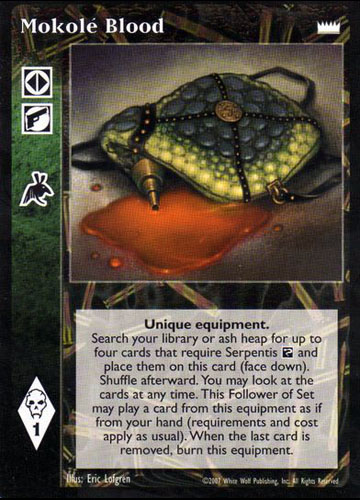 Mokolé Blood
Unique equipment.
Search your library or ash heap for up to
four cards that require Serpentis and
place them on this card (face down).
Shuffle afterward. You may look at the
cards at any time. This Follower of Set
may play a card from this equipment as if
from your hand (requirements and cost
apply as usual). When the last card is
removed, burn this equipment.
1
Illus: Eric Lofgren
©2007 White Wolf Publishing, Inc. All Rights Reserved.